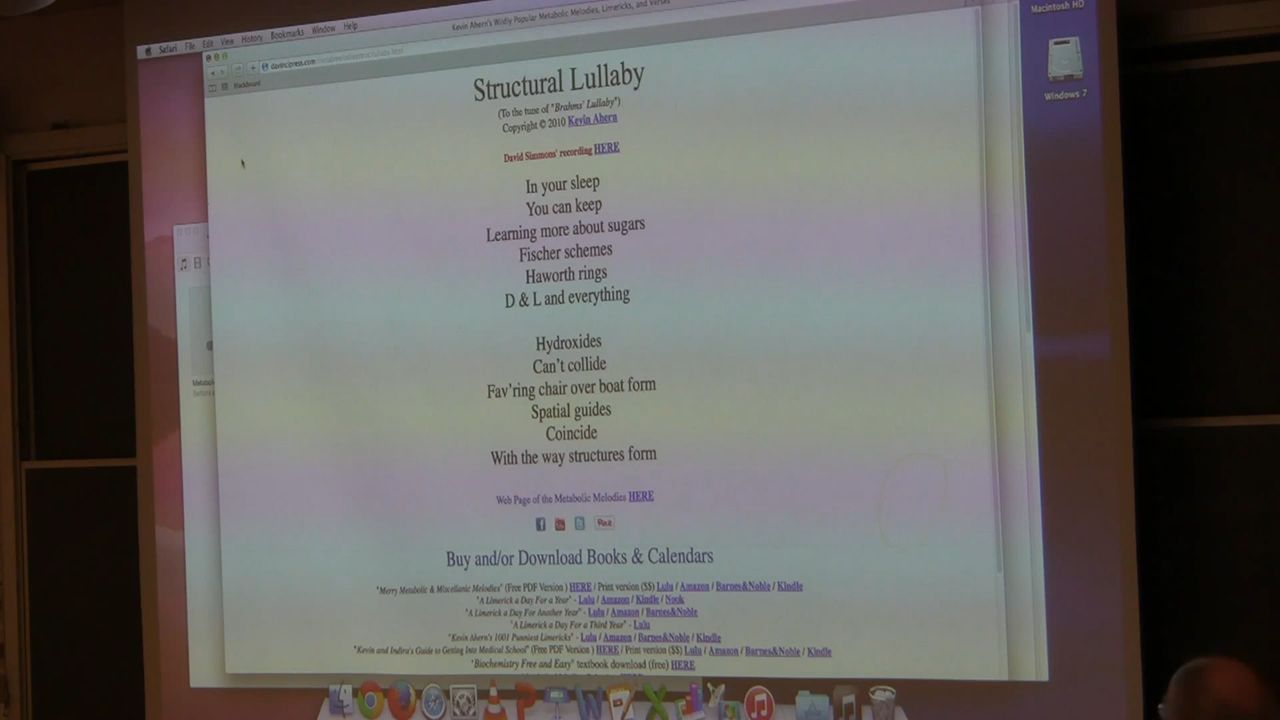 Safari File Edit View History Bookmarks Window Help
Kevin Ahern's Wildly Popular Metabolic Melodies, Limericks, and Verses
Macintosh HD
davincipress.com
Blackboard
Windows 7
Structural Lullaby
(To the tune of "Brahms' Lullaby")
Copyright © 2010 Kevin Ahern
David Simmons' recording HERE
In your sleep
You can keep
Learning more about sugars
Fischer schemes
Haworth rings
D & L and everything
Hydroxides
Can't collide
Fav'ring chair over boat form
Spatial guides
Coincide
With the way structures form
Web Page of the Metabolic Melodies HERE
Buy and/or Download Books & Calendars
"Merry Metabolic & Miscellanic Melodies" (Free PDF Version ) HERE / Print version ($$) Lulu / Amazon / Barnes&Noble / Kindle
"A Limerick a Day For a Year" - Lulu / Amazon / Kindle / Nook
"A Limerick a Day For Another Year" - Lulu / Amazon / Barnes&Noble
"A Limerick a Day For a Third Year" - Lulu
"Kevin Ahern's 1001 Punniest Limericks" - Lulu / Amazon / Barnes&Noble / Kindle
"Kevin and Indira's Guide to Getting Into Medical School" (Free PDF Version ) HERE / Print version ($$) Lulu / Amazon / Barnes&Noble / Kindle
"Biochemistry Free and Easy" textbook download (free) HERE